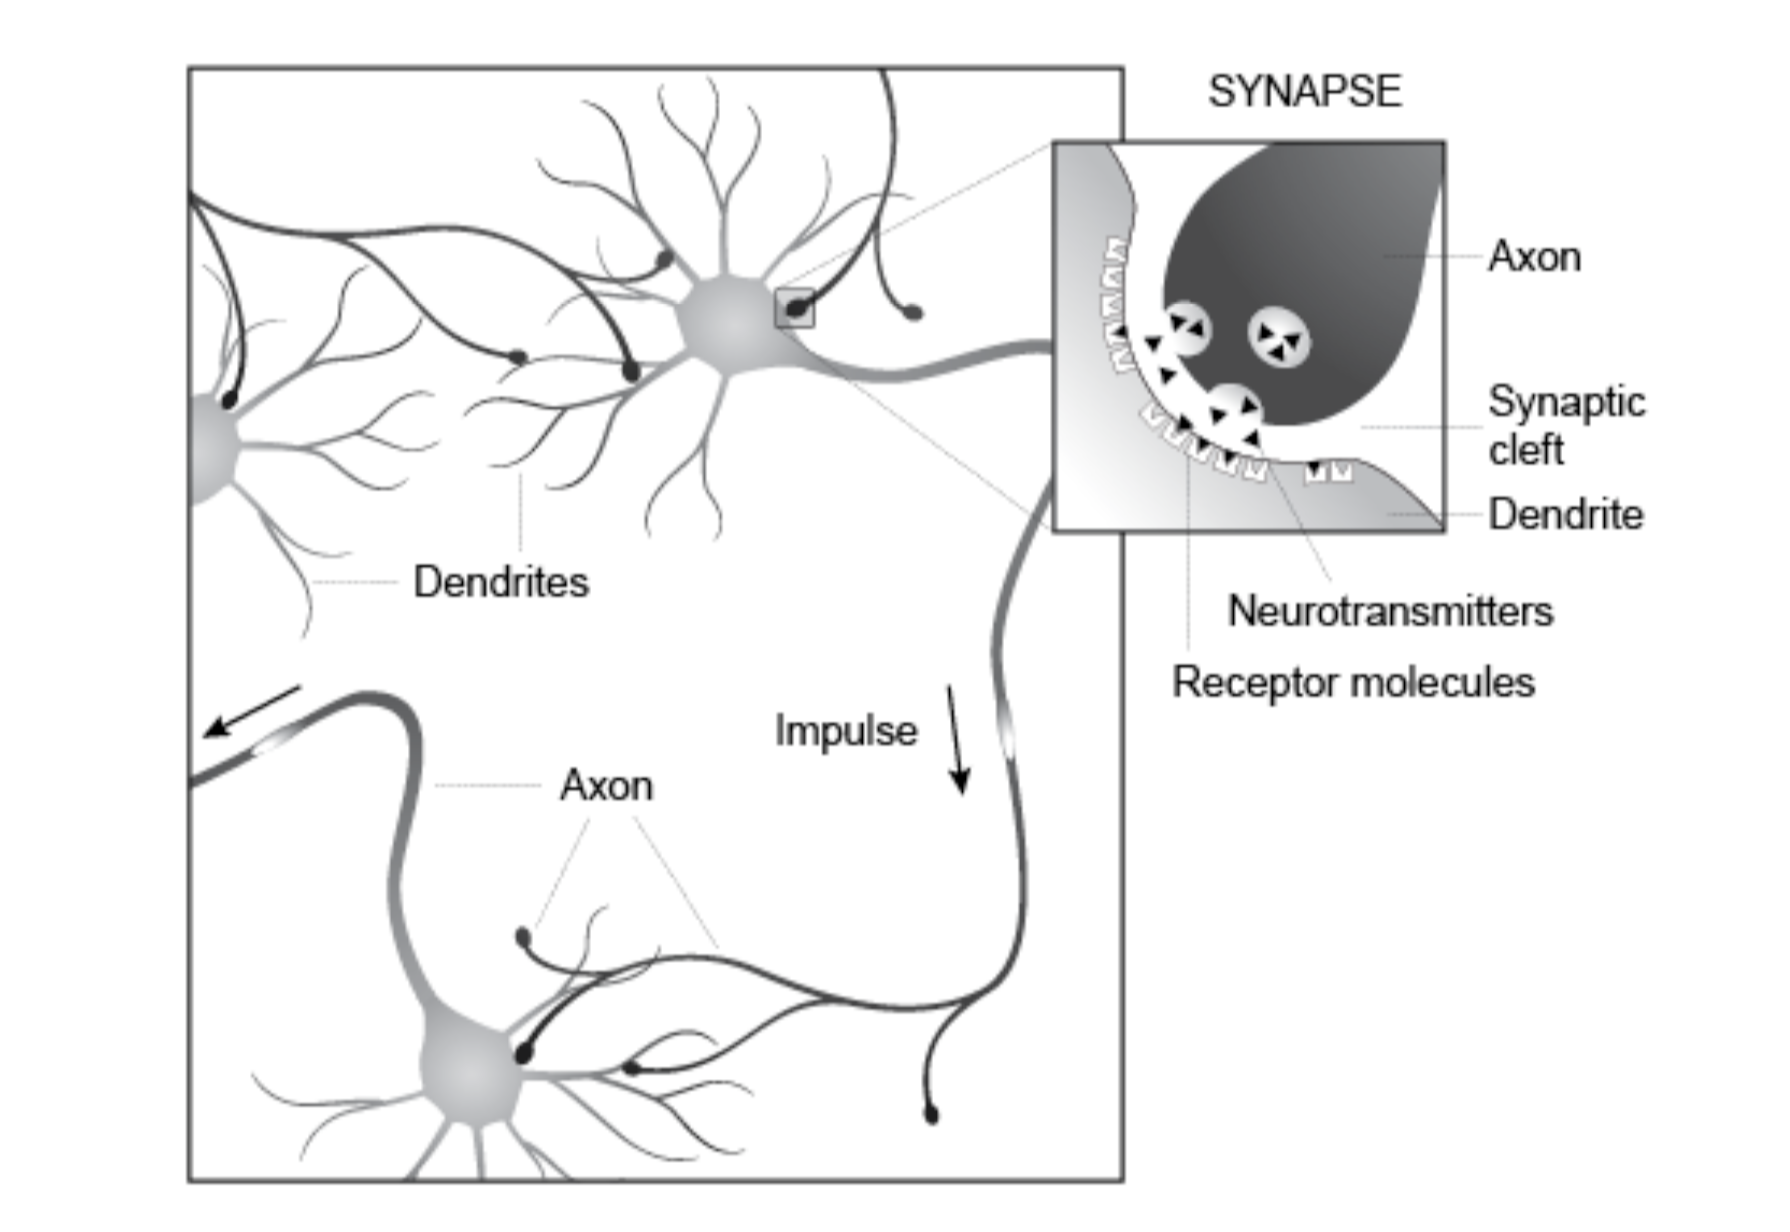 SYNAPSE
Axon
Synaptic
cleft
Dendrite
Dendrites
Neurotransmitters
Receptor molecules
Impulse
Axon